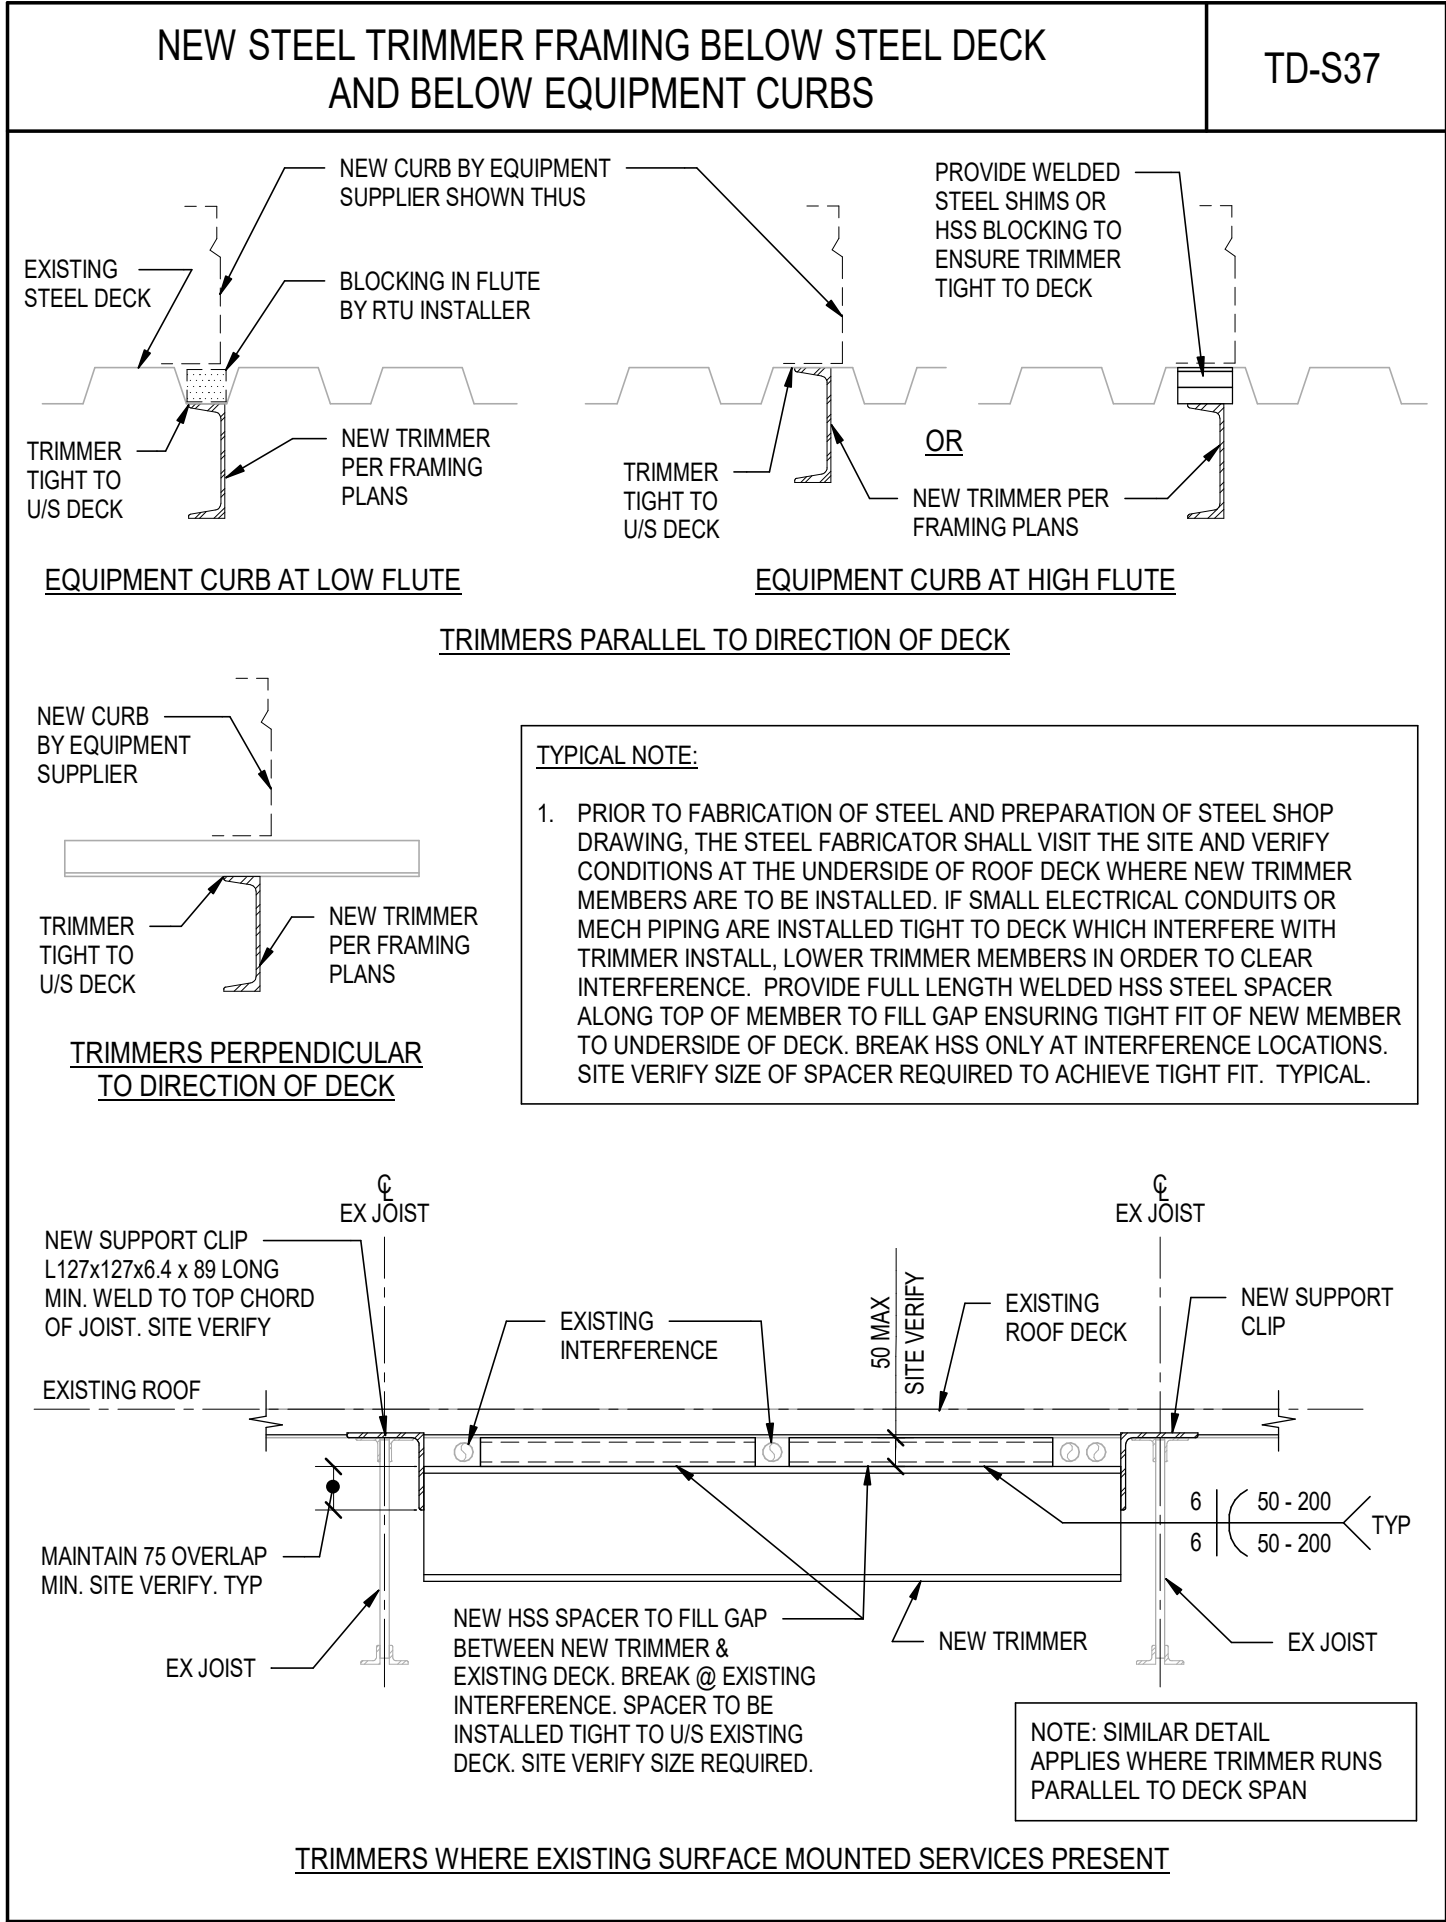 NEW STEEL TRIMMER FRAMING BELOW STEEL DECK
AND BELOW EQUIPMENT CURBS
TD-S37
NEW CURB BY EQUIPMENT
SUPPLIER SHOWN THUS
PROVIDE WELDED
STEEL SHIMS OR
HSS BLOCKING TO
ENSURE TRIMMER
TIGHT TO DECK
EXISTING
STEEL DECK
BLOCKING IN FLUTE
BY RTU INSTALLER
TRIMMER
TIGHT TO
U/S DECK
NEW TRIMMER
PER FRAMING
PLANS
TRIMMER
TIGHT TO
U/S DECK
OR
NEW TRIMMER PER
FRAMING PLANS
EQUIPMENT CURB AT LOW FLUTE
EQUIPMENT CURB AT HIGH FLUTE
TRIMMERS PARALLEL TO DIRECTION OF DECK
NEW CURB
BY EQUIPMENT
SUPPLIER
TRIMMER
TIGHT TO
U/S DECK
NEW TRIMMER
PER FRAMING
PLANS
TRIMMERS PERPENDICULAR
TO DIRECTION OF DECK
TYPICAL NOTE:
1. PRIOR TO FABRICATION OF STEEL AND PREPARATION OF STEEL SHOP
DRAWING, THE STEEL FABRICATOR SHALL VISIT THE SITE AND VERIFY
CONDITIONS AT THE UNDERSIDE OF ROOF DECK WHERE NEW TRIMMER
MEMBERS ARE TO BE INSTALLED. IF SMALL ELECTRICAL CONDUITS OR
MECH PIPING ARE INSTALLED TIGHT TO DECK WHICH INTERFERE WITH
TRIMMER INSTALL, LOWER TRIMMER MEMBERS IN ORDER TO CLEAR
INTERFERENCE. PROVIDE FULL LENGTH WELDED HSS STEEL SPACER
ALONG TOP OF MEMBER TO FILL GAP ENSURING TIGHT FIT OF NEW MEMBER
TO UNDERSIDE OF DECK. BREAK HSS ONLY AT INTERFERENCE LOCATIONS.
SITE VERIFY SIZE OF SPACER REQUIRED TO ACHIEVE TIGHT FIT. TYPICAL.
℄
EX JOIST
℄
EX JOIST
NEW SUPPORT CLIP
L127x127x6.4 x 89 LONG
MIN. WELD TO TOP CHORD
OF JOIST. SITE VERIFY
EXISTING
INTERFERENCE
50 MAX
SITE VERIFY
EXISTING
ROOF DECK
NEW SUPPORT
CLIP
EXISTING ROOF
MAINTAIN 75 OVERLAP
MIN. SITE VERIFY. TYP
6 50 - 200
6 50 - 200
TYP
EX JOIST
NEW HSS SPACER TO FILL GAP
BETWEEN NEW TRIMMER &
EXISTING DECK. BREAK @ EXISTING
INTERFERENCE. SPACER TO BE
INSTALLED TIGHT TO U/S EXISTING
DECK. SITE VERIFY SIZE REQUIRED.
NEW TRIMMER
EX JOIST
NOTE: SIMILAR DETAIL
APPLIES WHERE TRIMMER RUNS
PARALLEL TO DECK SPAN
TRIMMERS WHERE EXISTING SURFACE MOUNTED SERVICES PRESENT